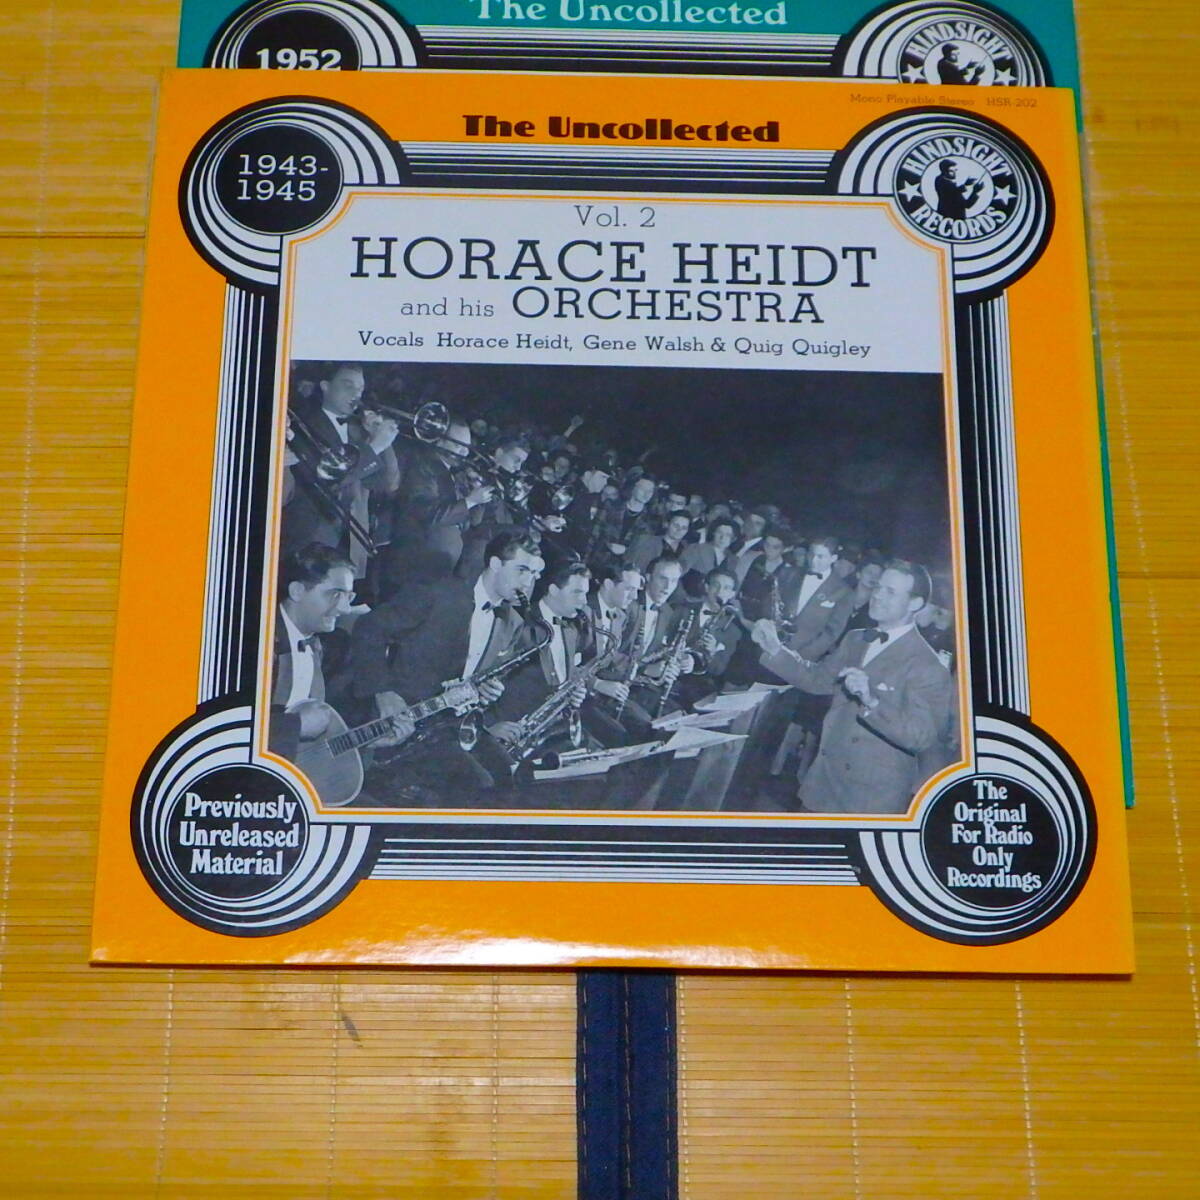 The Uncollected
1952
HINDSIGHT
Mono Playable Stereo HSR-202
The Uncollected
1943-
1945
HINDSIGHT
RECORDS
Vol. 2
HORACE HEIDT
and his ORCHESTRA
Vocals Horace Heidt, Gene Walsh & Quig Quigley
Previously
Unreleased
Material
The
Original
For Radio
Only
Recordings